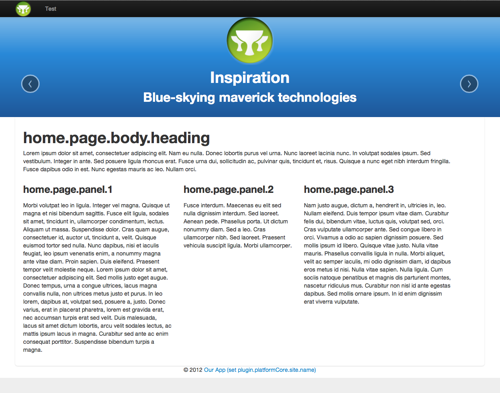 Test
Inspiration
Blue-skying maverick technologies
home.page.body.heading
Lorem ipsum dolor sit amet, consectetuer adipiscing elit. Nam eu nulla. Donec lobortis purus vel urna. Nunc laoreet lacinia nunc. In volutpat sodales ipsum. Sed
vestibulum. Integer in ante. Sed posuere ligula rhoncus erat. Fusce urna dui, sollicitudin ac, pulvinar quis, tincidunt et, risus. Quisque a nunc eget nibh interdum fringilla.
Fusce dapibus odio in est. Nunc egestas mauris ac leo. Nullam orci.
home.page.panel.1
Morbi volutpat leo in ligula. Integer vel magna. Quisque ut
magna et nisi bibendum sagittis. Fusce elit ligula, sodales
sit amet, tincidunt in, ullamcorper condimentum, lectus.
Aliquam ut massa. Suspendisse dolor. Cras quam augue,
consectetuer id, auctor ut, tincidunt a, velit. Quisque
euismod tortor sed nulla. Nunc dapibus, nisi et iaculis
feugiat, leo ipsum venenatis enim, a nonummy magna
ante vitae diam. Proin sapien. Duis eleifend. Praesent
tempor velit molestie neque. Lorem ipsum dolor sit amet,
consectetuer adipiscing elit. Sed mollis justo eget augue.
Donec tempus, urna a congue ultrices, lacus magna
convallis nulla, non ultrices metus justo et purus. In leo
lorem, dapibus at, volutpat sed, posuere a, justo. Donec
varius, erat in placerat pharetra, lorem est gravida erat,
nec accumsan turpis erat sed velit. Duis malesuada,
lacus sit amet dictum lobortis, arcu velit sodales lectus, ac
mattis ipsum lacus in magna. Curabitur sed ante ac enim
consequat porttitor. Suspendisse bibendum turpis a
magna.
home.page.panel.2
Fusce interdum. Maecenas eu elit sed
nulla dignissim interdum. Sed laoreet.
Aenean pede. Phasellus porta. Ut dictum
nonummy diam. Sed a leo. Cras
ullamcorper nibh. Sed laoreet. Praesent
vehicula suscipit ligula. Morbi ullamcorper.
home.page.panel.3
Nam justo augue, dictum a, hendrerit in, ultricies in, leo.
Nullam eleifend. Duis tempor ipsum vitae diam. Curabitur
felis dui, bibendum vitae, luctus quis, volutpat sed, orci.
Cras vulputate ullamcorper ante. Sed congue libero in
orci. Vivamus a odio ac sapien dignissim posuere. Sed
mollis ipsum id libero. Quisque vitae justo. Nulla vitae
mauris. Phasellus convallis ligula in nulla. Morbi aliquet,
velit ac semper iaculis, mi odio dignissim diam, id dapibus
eros metus id nisi. Nulla vitae sapien. Nulla ligula. Cum
sociis natoque penatibus et magnis dis parturient montes,
nascetur ridiculus mus. Curabitur non nisl id ante egestas
dapibus. Sed mollis ornare ipsum. In id enim dignissim
erat viverra vulputate.
© 2012 Our App (set plugin.platformCore.site.name)